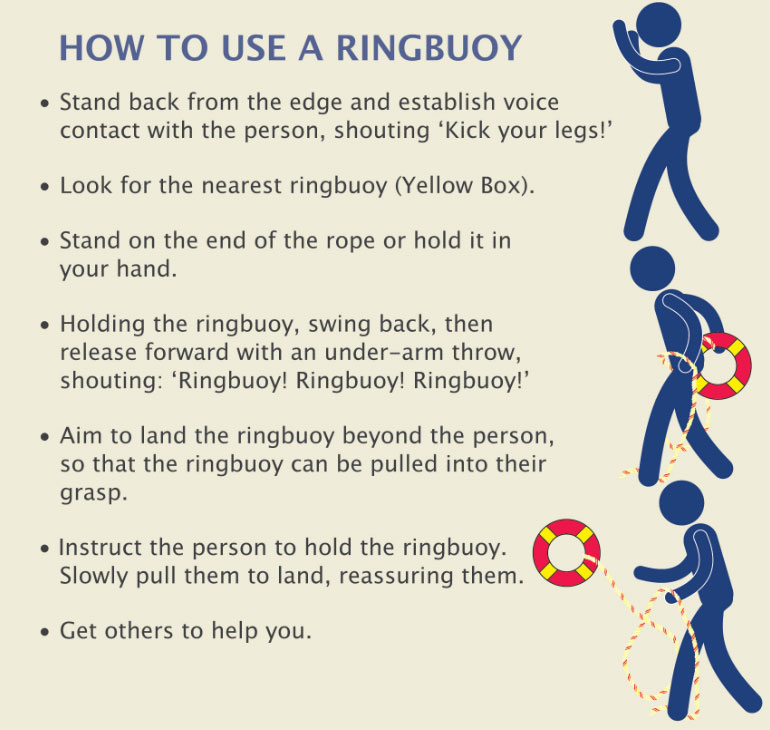 HOW TO USE A RINGBUOY
• Stand back from the edge and establish voice
contact with the person, shouting ‘Kick your legs!’
• Look for the nearest ringbuoy (Yellow Box).
• Stand on the end of the rope or hold it in
your hand.
• Holding the ringbuoy, swing back, then
release forward with an under-arm throw,
shouting: ‘Ringbuoy! Ringbuoy! Ringbuoy!’
• Aim to land the ringbuoy beyond the person,
so that the ringbuoy can be pulled into their
grasp.
• Instruct the person to hold the ringbuoy.
Slowly pull them to land, reassuring them.
• Get others to help you.